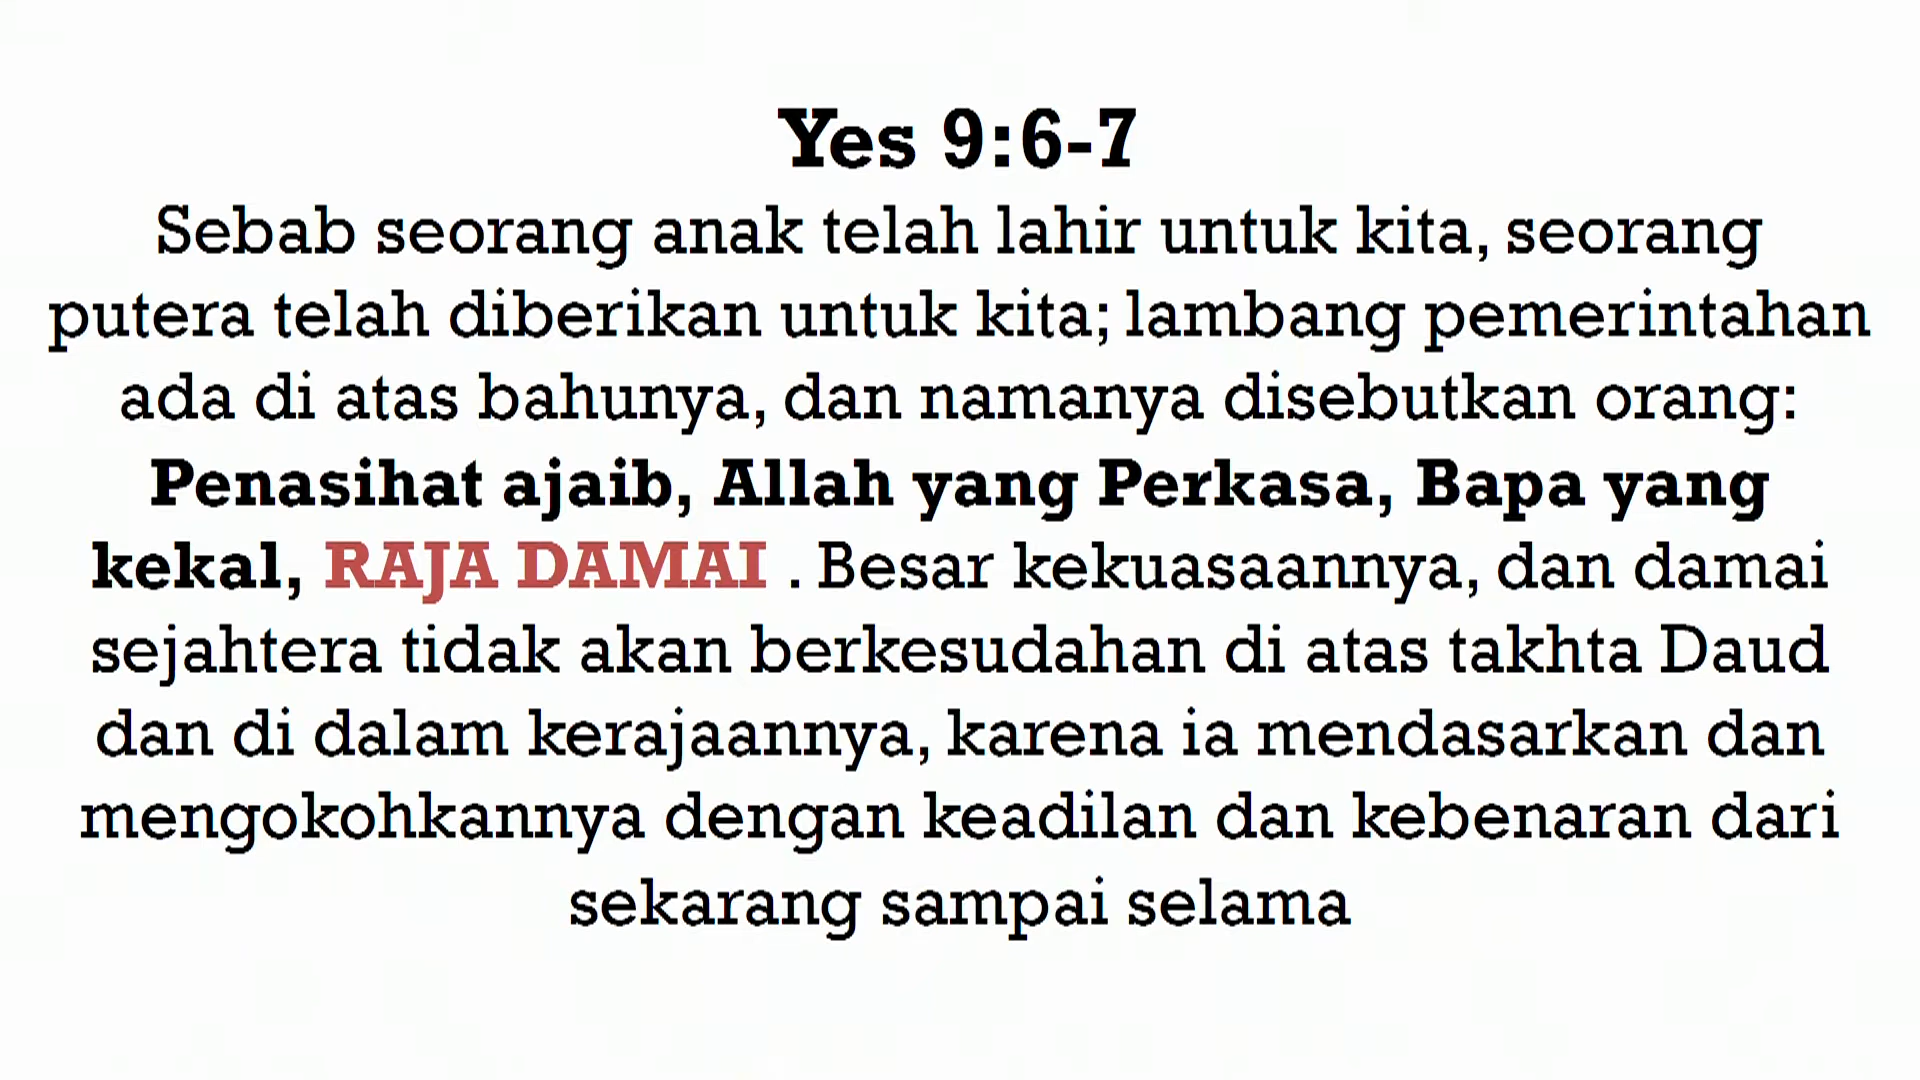 Yes 9:6-7
Sebab seorang anak telah lahir untuk kita, seorang
putera telah diberikan untuk kita; lambang pemerintahan
ada di atas bahunya, dan namanya disebutkan orang:
Penasihat ajaib, Allah yang Perkasa, Bapa yang
kekal, RAJA DAMAI . Besar kekuasaannya, dan damai
sejahtera tidak akan berkesudahan di atas takhta Daud
dan di dalam kerajaannya, karena ia mendasarkan dan
mengokohkannya dengan keadilan dan kebenaran dari
sekarang sampai selama